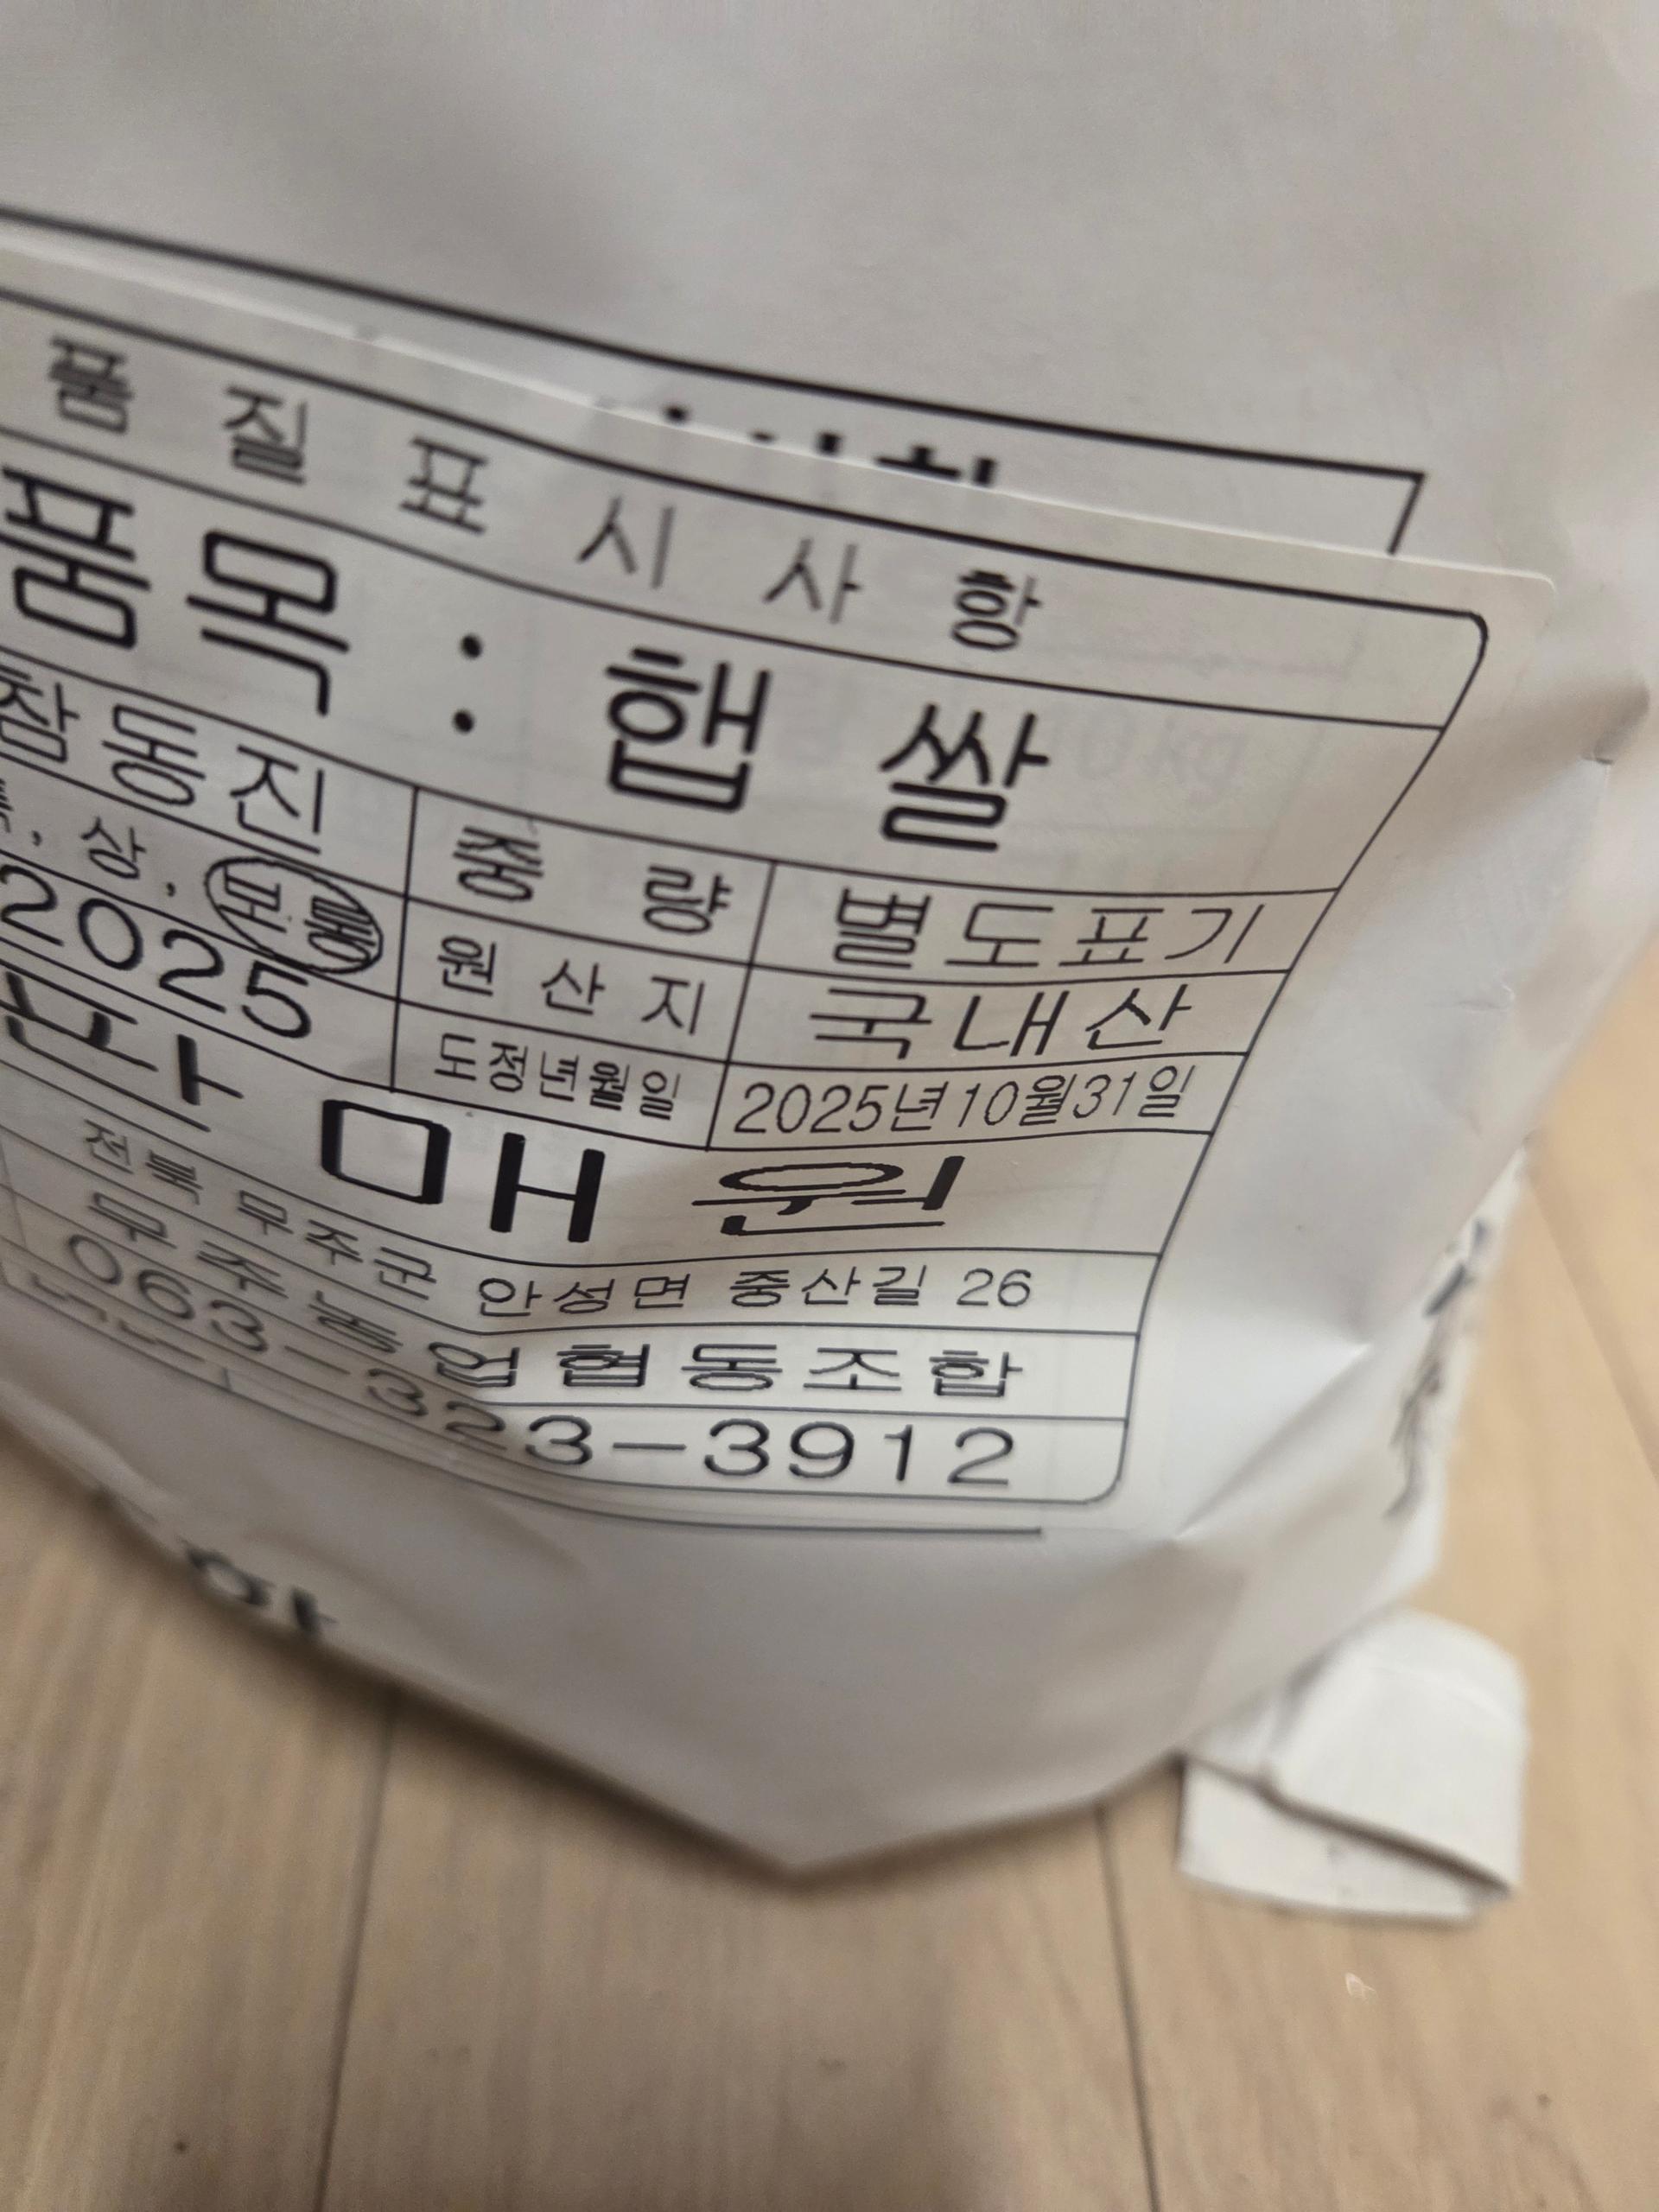 품질표시사항
품목 : 햅쌀
참동진 중량 별도표기
상, 보통 원산지 국내산
2025 도정년월일 2025년10월31일
판 매 원
전북 무주군 안성면 중산길 26
무주농업협동조합
063-323-3912